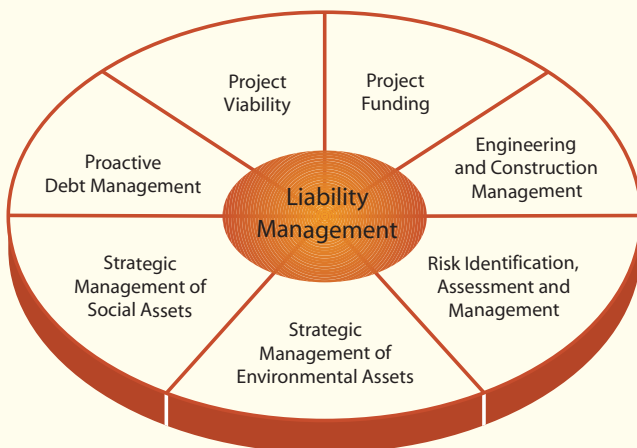 Project
Viability
Project
Funding
Proactive
Debt Management
Engineering
and Construction
Management
Liability
Management
Strategic
Management of
Social Assets
Risk Identification,
Assessment and
Management
Strategic
Management of
Environmental Assets